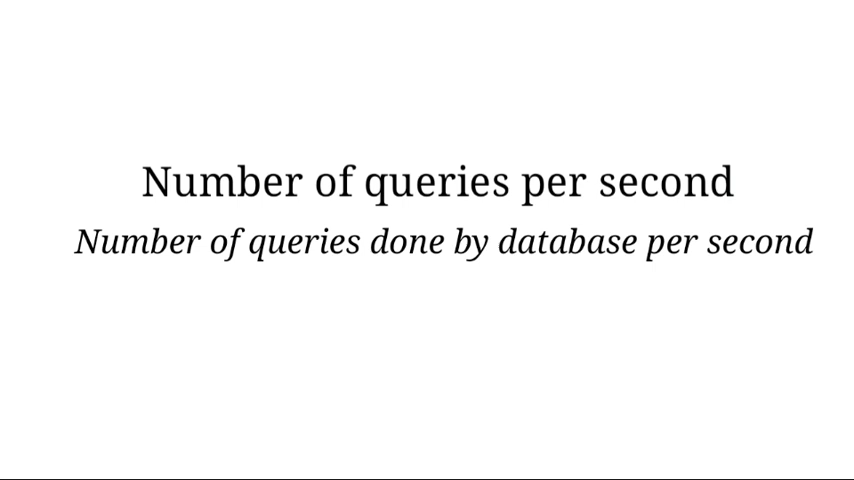 Number of queries per second
Number of queries done by database per second